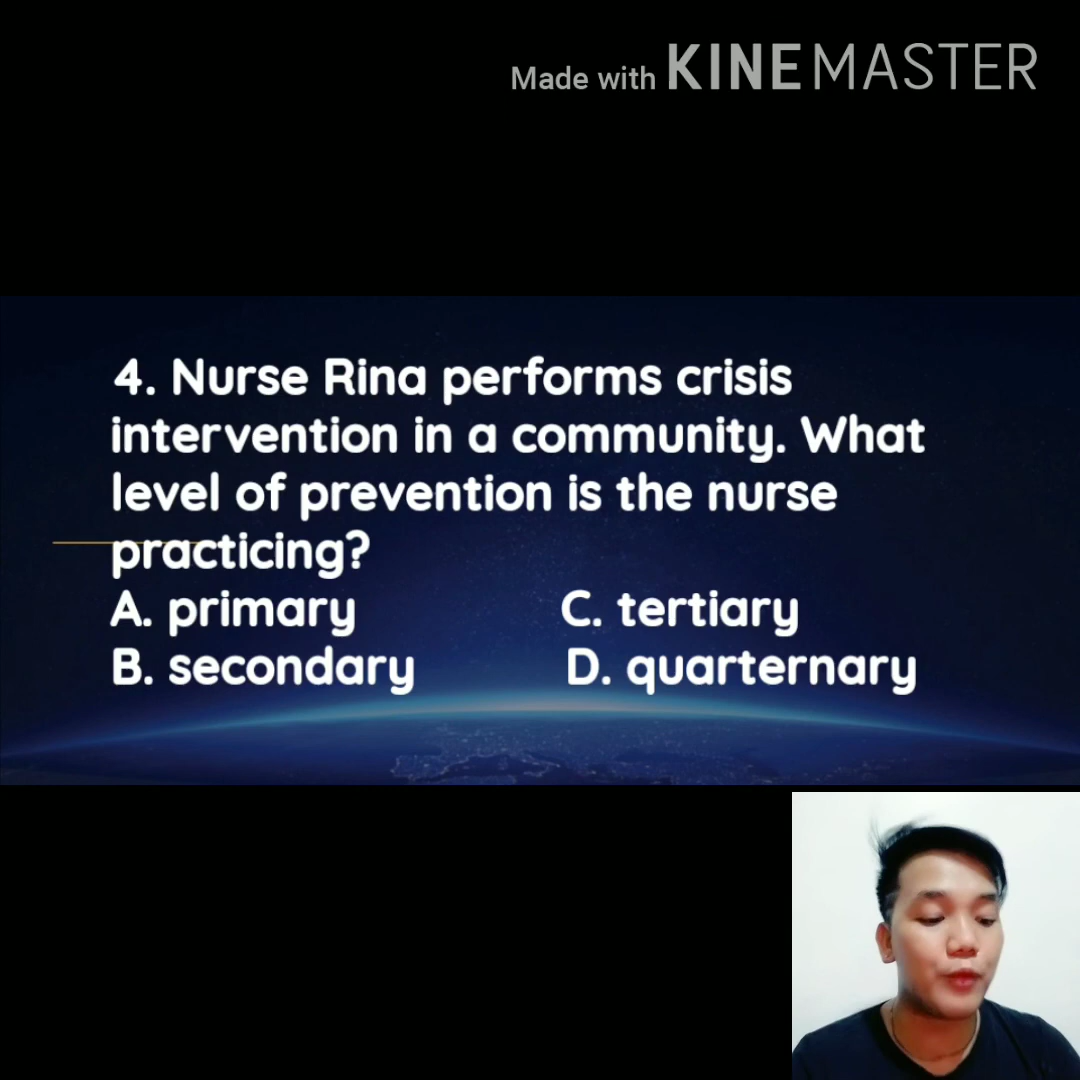 Made with KINEMASTER
4. Nurse Rina performs crisis
intervention in a community. What
level of prevention is the nurse
practicing?
A. primary C. tertiary
B. secondary D. quarternary